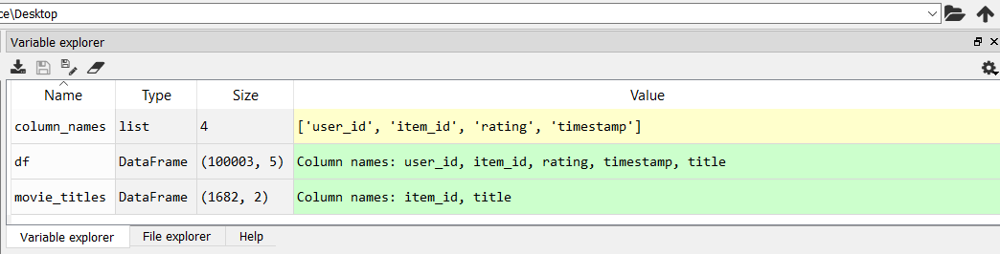 ce\Desktop
Variable explorer
Name Type Size Value
column_names list 4 ['user_id', 'item_id', 'rating', 'timestamp']
df DataFrame (100003, 5) Column names: user_id, item_id, rating, timestamp, title
movie_titles DataFrame (1682, 2) Column names: item_id, title
Variable explorer File explorer Help